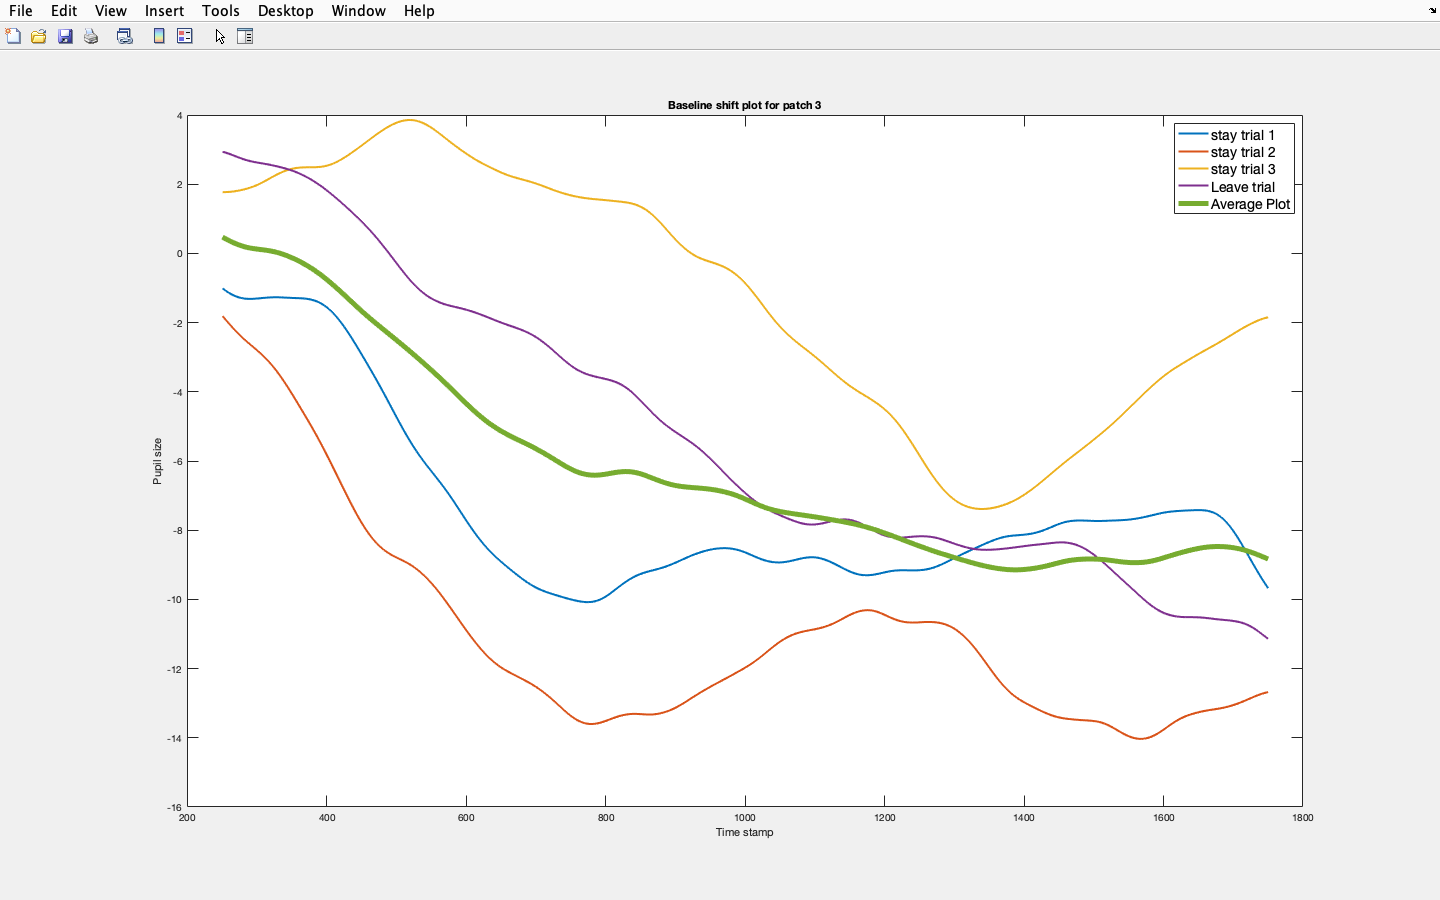 File Edit View Insert Tools Desktop Window Help
Baseline shift plot for patch 3
stay trial 1
stay trial 2
stay trial 3
Leave trial
Average Plot
4
2
0
-2
-4
-6
-8
-10
-12
-14
-16
Pupil size
200 400 600 800 1000 1200 1400 1600 1800
Time stamp